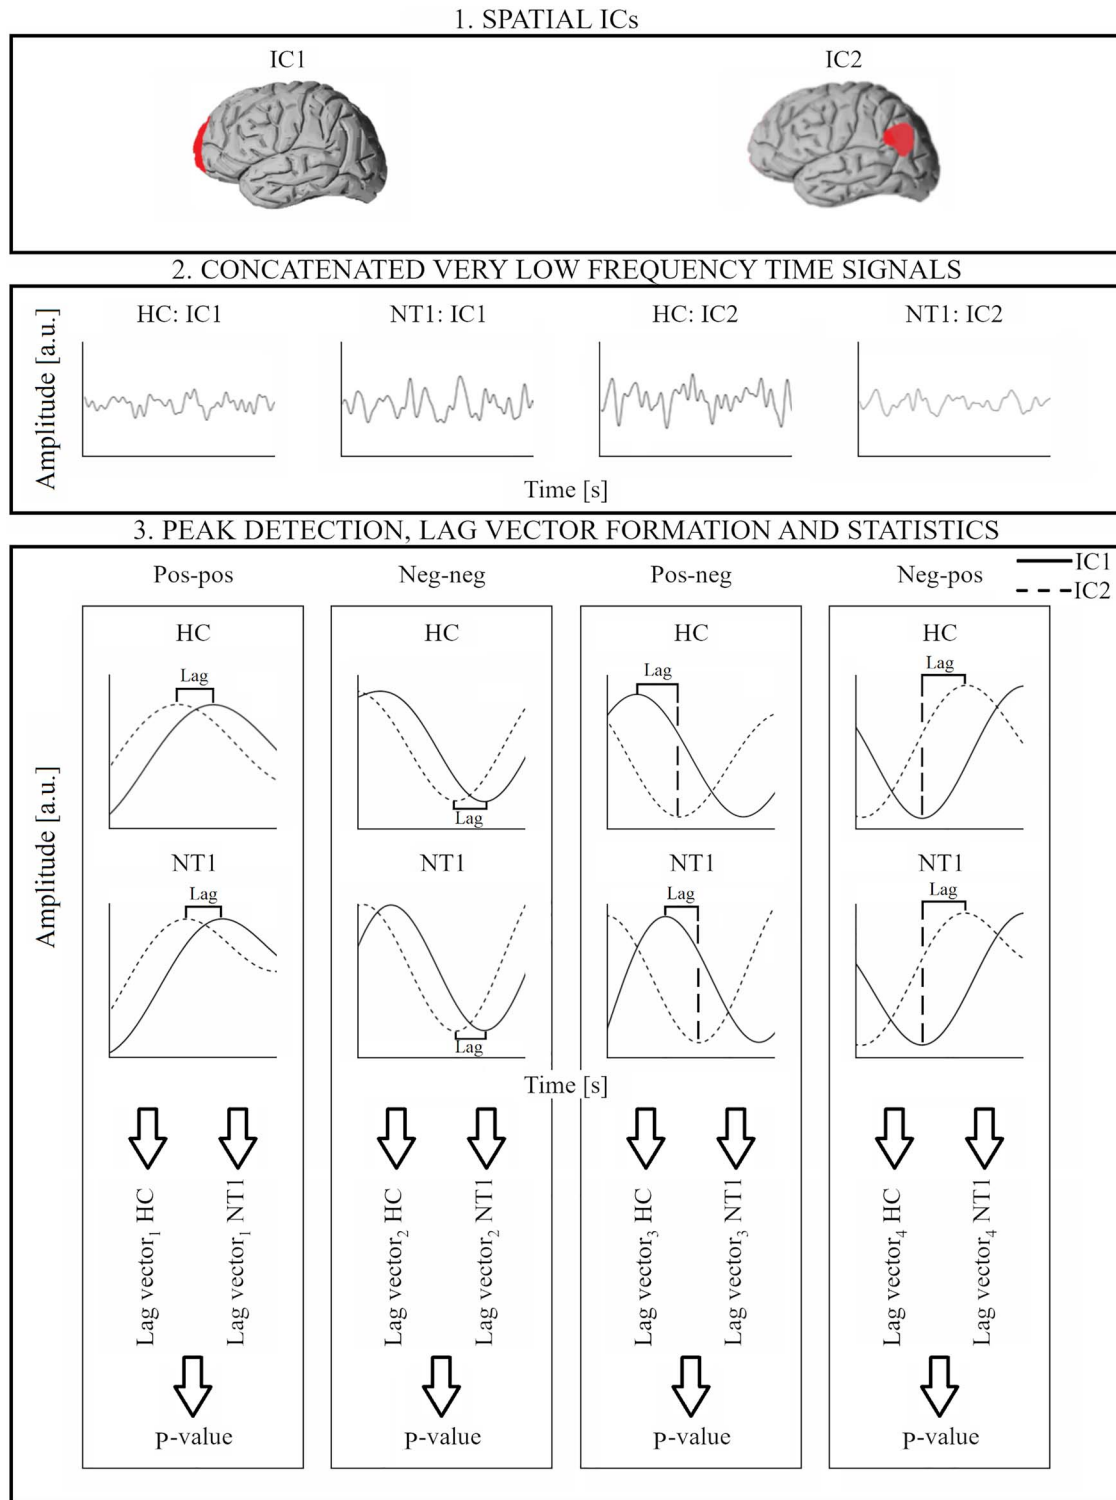 1. SPATIAL ICs
IC1
IC2
2. CONCATENATED VERY LOW FREQUENCY TIME SIGNALS
Amplitude [a.u.]
HC: IC1
NT1: IC1
HC: IC2
NT1: IC2
Time [s]
3. PEAK DETECTION, LAG VECTOR FORMATION AND STATISTICS
IC1
IC2
Pos-pos
Neg-neg
Pos-neg
Neg-pos
Amplitude [a.u.]
HC
HC
HC
HC
Lag
Lag
Lag
Lag
NT1
NT1
NT1
NT1
Lag
Lag
Lag
Lag
Time [s]
Lag vector₁ HC
Lag vector₁ NT1
Lag vector₂ HC
Lag vector₂ NT1
Lag vector₃ HC
Lag vector₃ NT1
Lag vector₄ HC
Lag vector₄ NT1
P-value
P-value
P-value
P-value